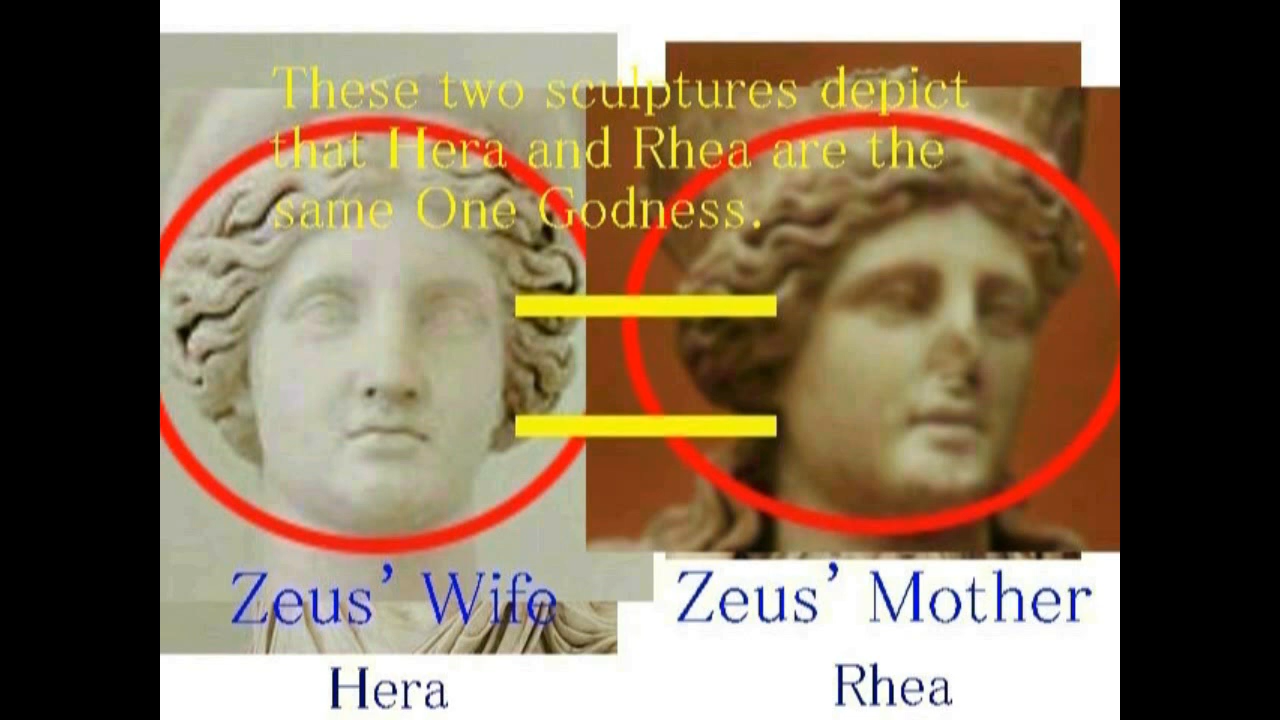 These two sculptures depict
that Hera and Rhea are the
same One Godness.
Zeus' Wife
Zeus' Mother
Hera
Rhea